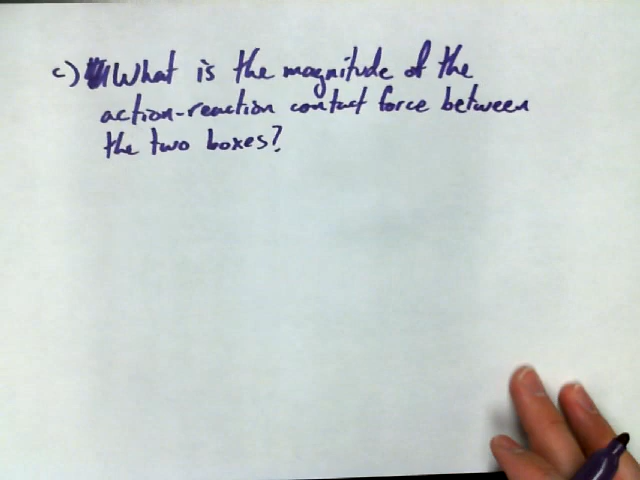 c) What is the magnitude of the
action-reaction contact force between
the two boxes?